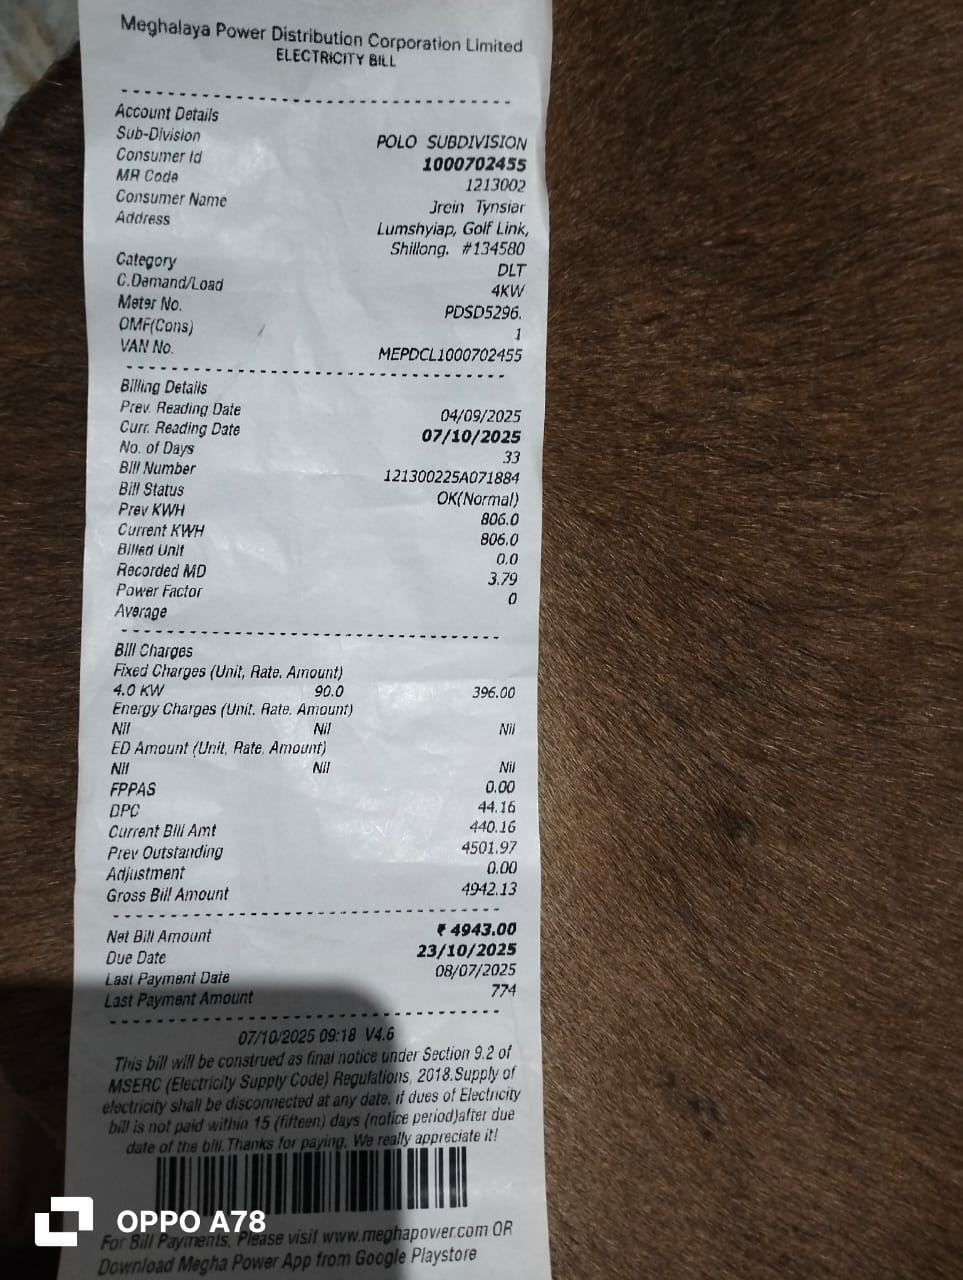 Meghalaya Power Distribution Corporation Limited
ELECTRICITY BILL
Account Details
Sub-Division POLO SUBDIVISION
Consumer Id 1000702455
MR Code 1213002
Consumer Name Jrein Tynsiar
Address Lumshyiap, Golf Link,
Shillong. #134580
Category DLT
C.Demand/Load 4KW
Meter No. PDSD5296.
OMF(Cons) 1
VAN No. MEPDCL1000702455
Billing Details
Prev. Reading Date 04/09/2025
Curr. Reading Date 07/10/2025
No. of Days 33
Bill Number 121300225A071884
Bill Status OK(Normal)
Prev KWH 806.0
Current KWH 806.0
Billed Unit 0.0
Recorded MD 3.79
Power Factor 0
Average
Bill Charges
Fixed Charges (Unit, Rate, Amount)
4.0 KW 90.0 396.00
Energy Charges (Unit, Rate, Amount)
Nil Nil Nil
ED Amount (Unit, Rate, Amount)
Nil Nil Nil
FPPAS 0.00
DPC 44.16
Current Bill Amt 440.16
Prev Outstanding 4501.97
Adjustment 0.00
Gross Bill Amount 4942.13
Net Bill Amount ₹ 4943.00
Due Date 23/10/2025
Last Payment Date 08/07/2025
Last Payment Amount 774
07/10/2025 09:18 V4.6
This bill will be construed as final notice under Section 9.2 of
MSERC (Electricity Supply Code) Regulations, 2018.Supply of
electricity shall be disconnected at any date, if dues of Electricity
bill is not paid within 15 (fifteen) days (notice period)after due
date of the bill.Thanks for paying. We really appreciate it!
For Bill Payments, Please visit www.meghapower.com OR
Download Megha Power App from Google Playstore
OPPO A78